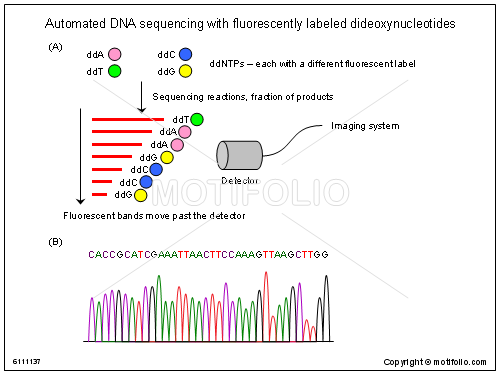 Automated DNA sequencing with fluorescently labeled dideoxynucleotides
(A)
ddA ddC
ddT ddG
ddNTPs – each with a different fluorescent label
Sequencing reactions, fraction of products
ddT
ddA
ddA
ddG
ddC
ddC
ddG
Imaging system
Detector
MOTIFOLIO
Fluorescent bands move past the detector
(B)
CACCGCATCGAAATTAACTTCCAAAGTTAAGCTTGG
6111137
Copyright © motifolio.com